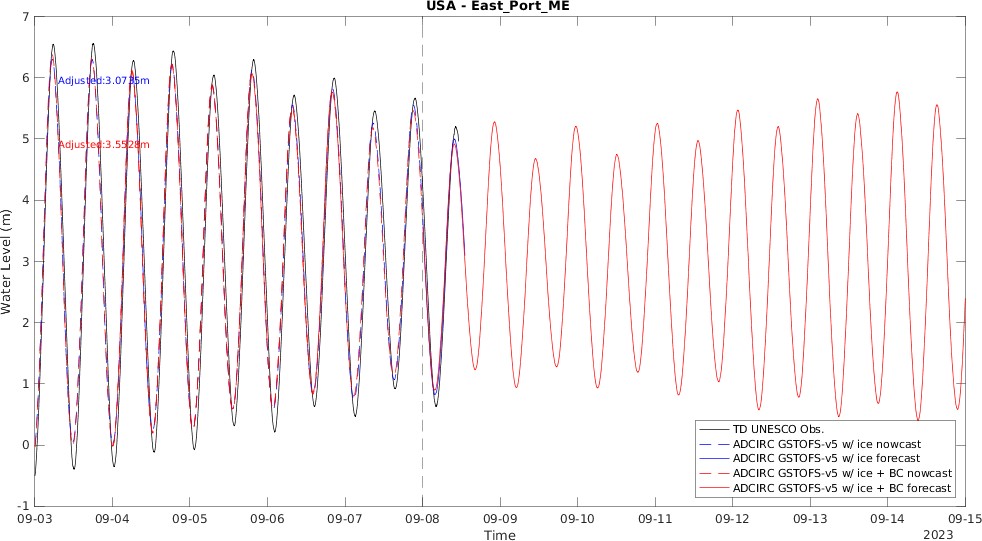 USA - East_Port_ME
7
6
5
4
3
2
1
0
-1
Water Level (m)
Adjusted:3.0735m
Adjusted:3.5528m
TD UNESCO Obs.
ADCIRC GSTOFS-v5 w/ ice nowcast
ADCIRC GSTOFS-v5 w/ ice forecast
ADCIRC GSTOFS-v5 w/ ice + BC nowcast
ADCIRC GSTOFS-v5 w/ ice + BC forecast
09-03 09-04 09-05 09-06 09-07 09-08 09-09 09-10 09-11 09-12 09-13 09-14 09-15
Time
2023